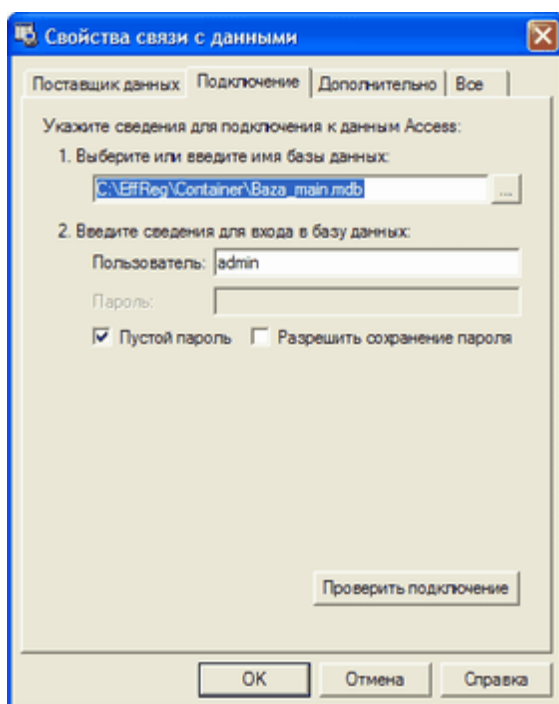 Свойства связи с данными
Поставщик данных Подключение Дополнительно Все
Укажите сведения для подключения к данным Access:
1. Выберите или введите имя базы данных:
C:\EffReg\Container\Baza_main.mdb ...
2. Введите сведения для входа в базу данных:
Пользователь: admin
Пароль:
Пустой пароль Разрешить сохранение пароля
Проверить подключение
OK Отмена Справка